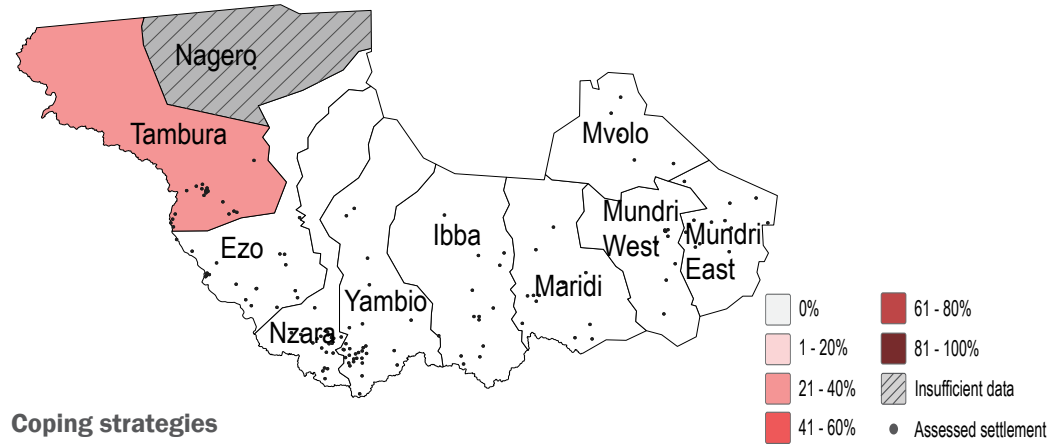 Nagero
Tambura
Mvolo
Mundri
West
Mundri
East
Ibba
Ezo
Maridi
Yambio
Nzara
0%
1 - 20%
21 - 40%
41 - 60%
61 - 80%
81 - 100%
Insufficient data
Assessed settlement
Coping strategies